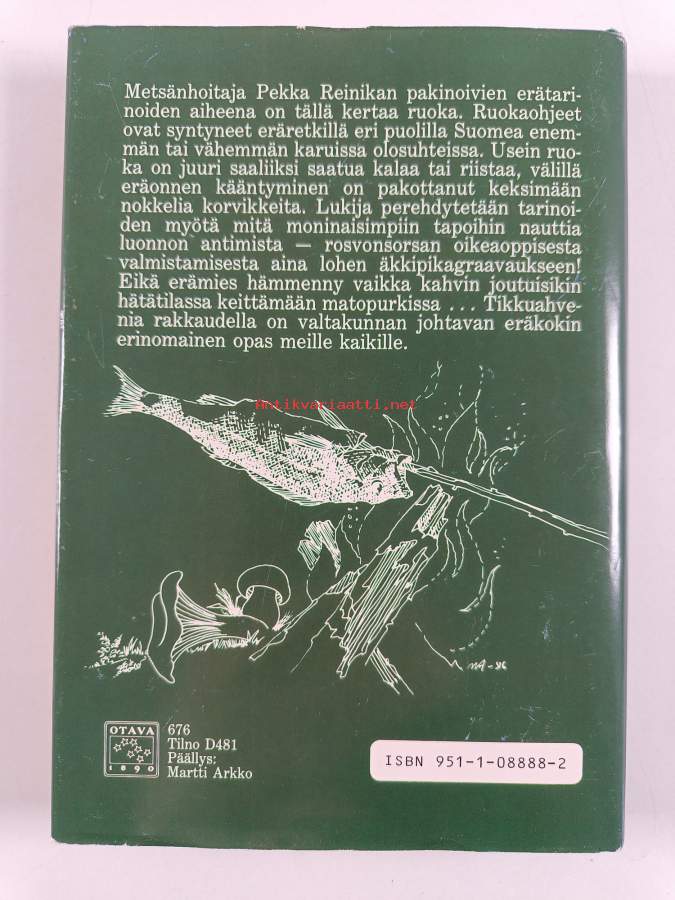 Metsänhoitaja Pekka Reinikan pakinoivien erätari-
noiden aiheena on tällä kertaa ruoka. Ruokaohjeet
ovat syntyneet eräretkillä eri puolilla Suomea enem-
män tai vähemmän karuissa olosuhteissa. Usein ruo-
ka on juuri saaliiksi saatua kalaa tai riistaa, välillä
eräonnen kääntyminen on pakottanut keksimään
nokkelia korvikkeita. Lukija perehdytetään tarinoi-
den myötä mitä moninaisimpiin tapoihin nauttia
luonnon antimista – rosvonsorsan oikeaoppisesta
valmistamisesta aina lohen äkkipikagraavaukseen!
Eikä erämies hämmenny vaikka kahvin joutuisikin
hätätilassa keittämään matopurkissa ... Tikkuahve-
nia rakkaudella on valtakunnan johtavan eräkokin
erinomainen opas meille kaikille.
Antikvariaatti.net
MA-86
OTAVA
1890
676
Tilno D481
Päällys:
Martti Arkko
ISBN 951-1-08888-2